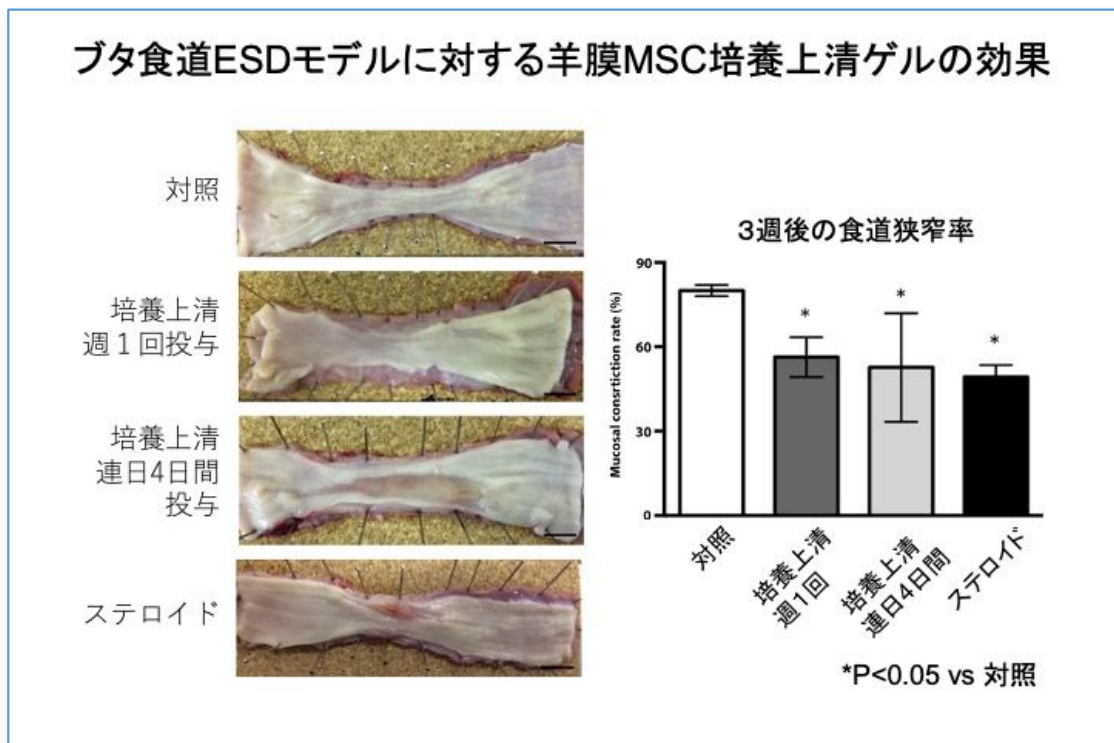 ブタ食道ESDモデルに対する羊膜MSC培養上清ゲルの効果
対照
培養上清
週1回投与
培養上清
連日4日間
投与
ステロイド
3週後の食道狭窄率
Mucosal consrtiction rate (%)
90
60
30
0
*
*
*
対照
培養上清
週1回
培養上清
連日4日間
ステロイド
*P<0.05 vs 対照